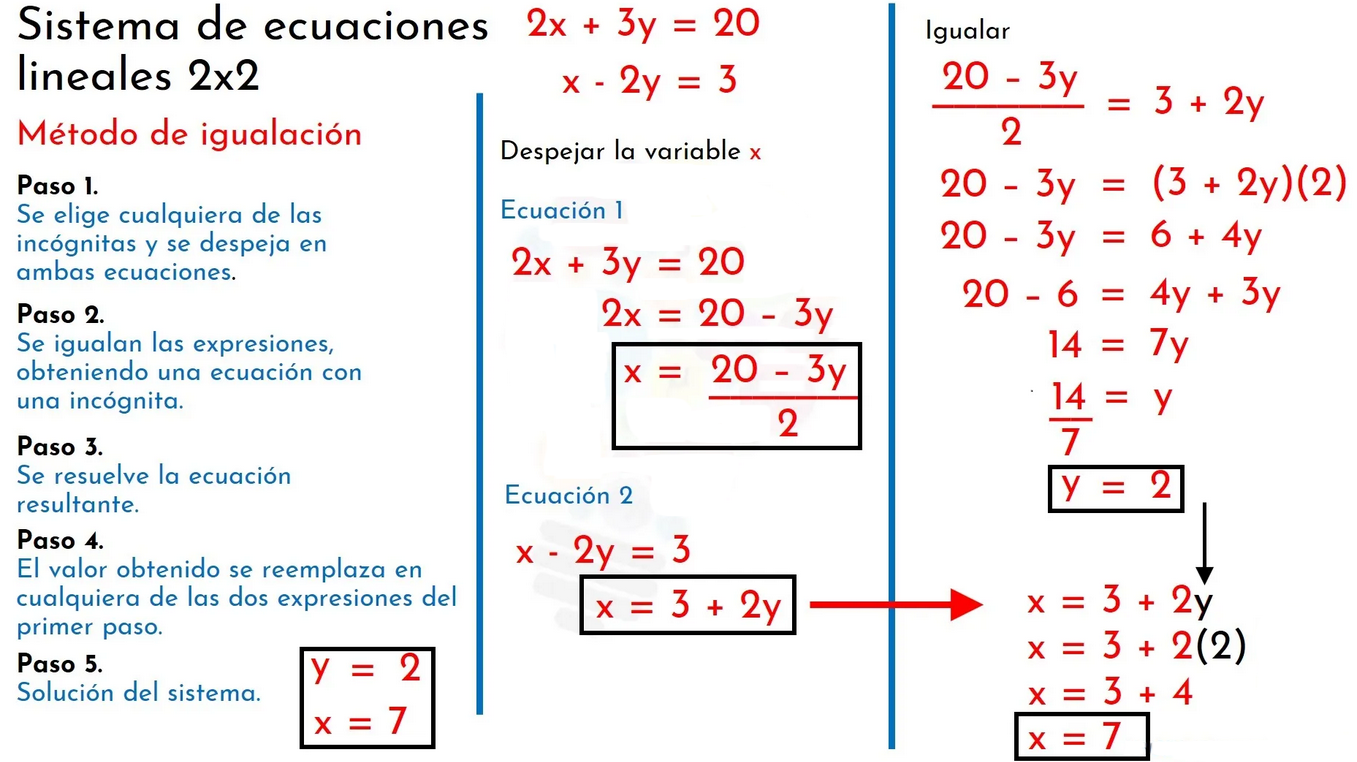 Sistema de ecuaciones
lineales 2x2
Método de igualación
Paso 1.
Se elige cualquiera de las
incógnitas y se despeja en
ambas ecuaciones.
Paso 2.
Se igualan las expresiones,
obteniendo una ecuación con
una incógnita.
Paso 3.
Se resuelve la ecuación
resultante.
Paso 4.
El valor obtenido se reemplaza en
cualquiera de las dos expresiones del
primer paso.
Paso 5.
Solución del sistema.
y = 2
x = 7
2x + 3y = 20
x - 2y = 3
Despejar la variable x
Ecuación 1
2x + 3y = 20
2x = 20 - 3y
x = 20 - 3y
2
Ecuación 2
x - 2y = 3
x = 3 + 2y
Igualar
20 - 3y = 3 + 2y
2
20 - 3y = (3 + 2y)(2)
20 - 3y = 6 + 4y
20 - 6 = 4y + 3y
14 = 7y
14 = y
7
y = 2
x = 3 + 2y
x = 3 + 2(2)
x = 3 + 4
x = 7